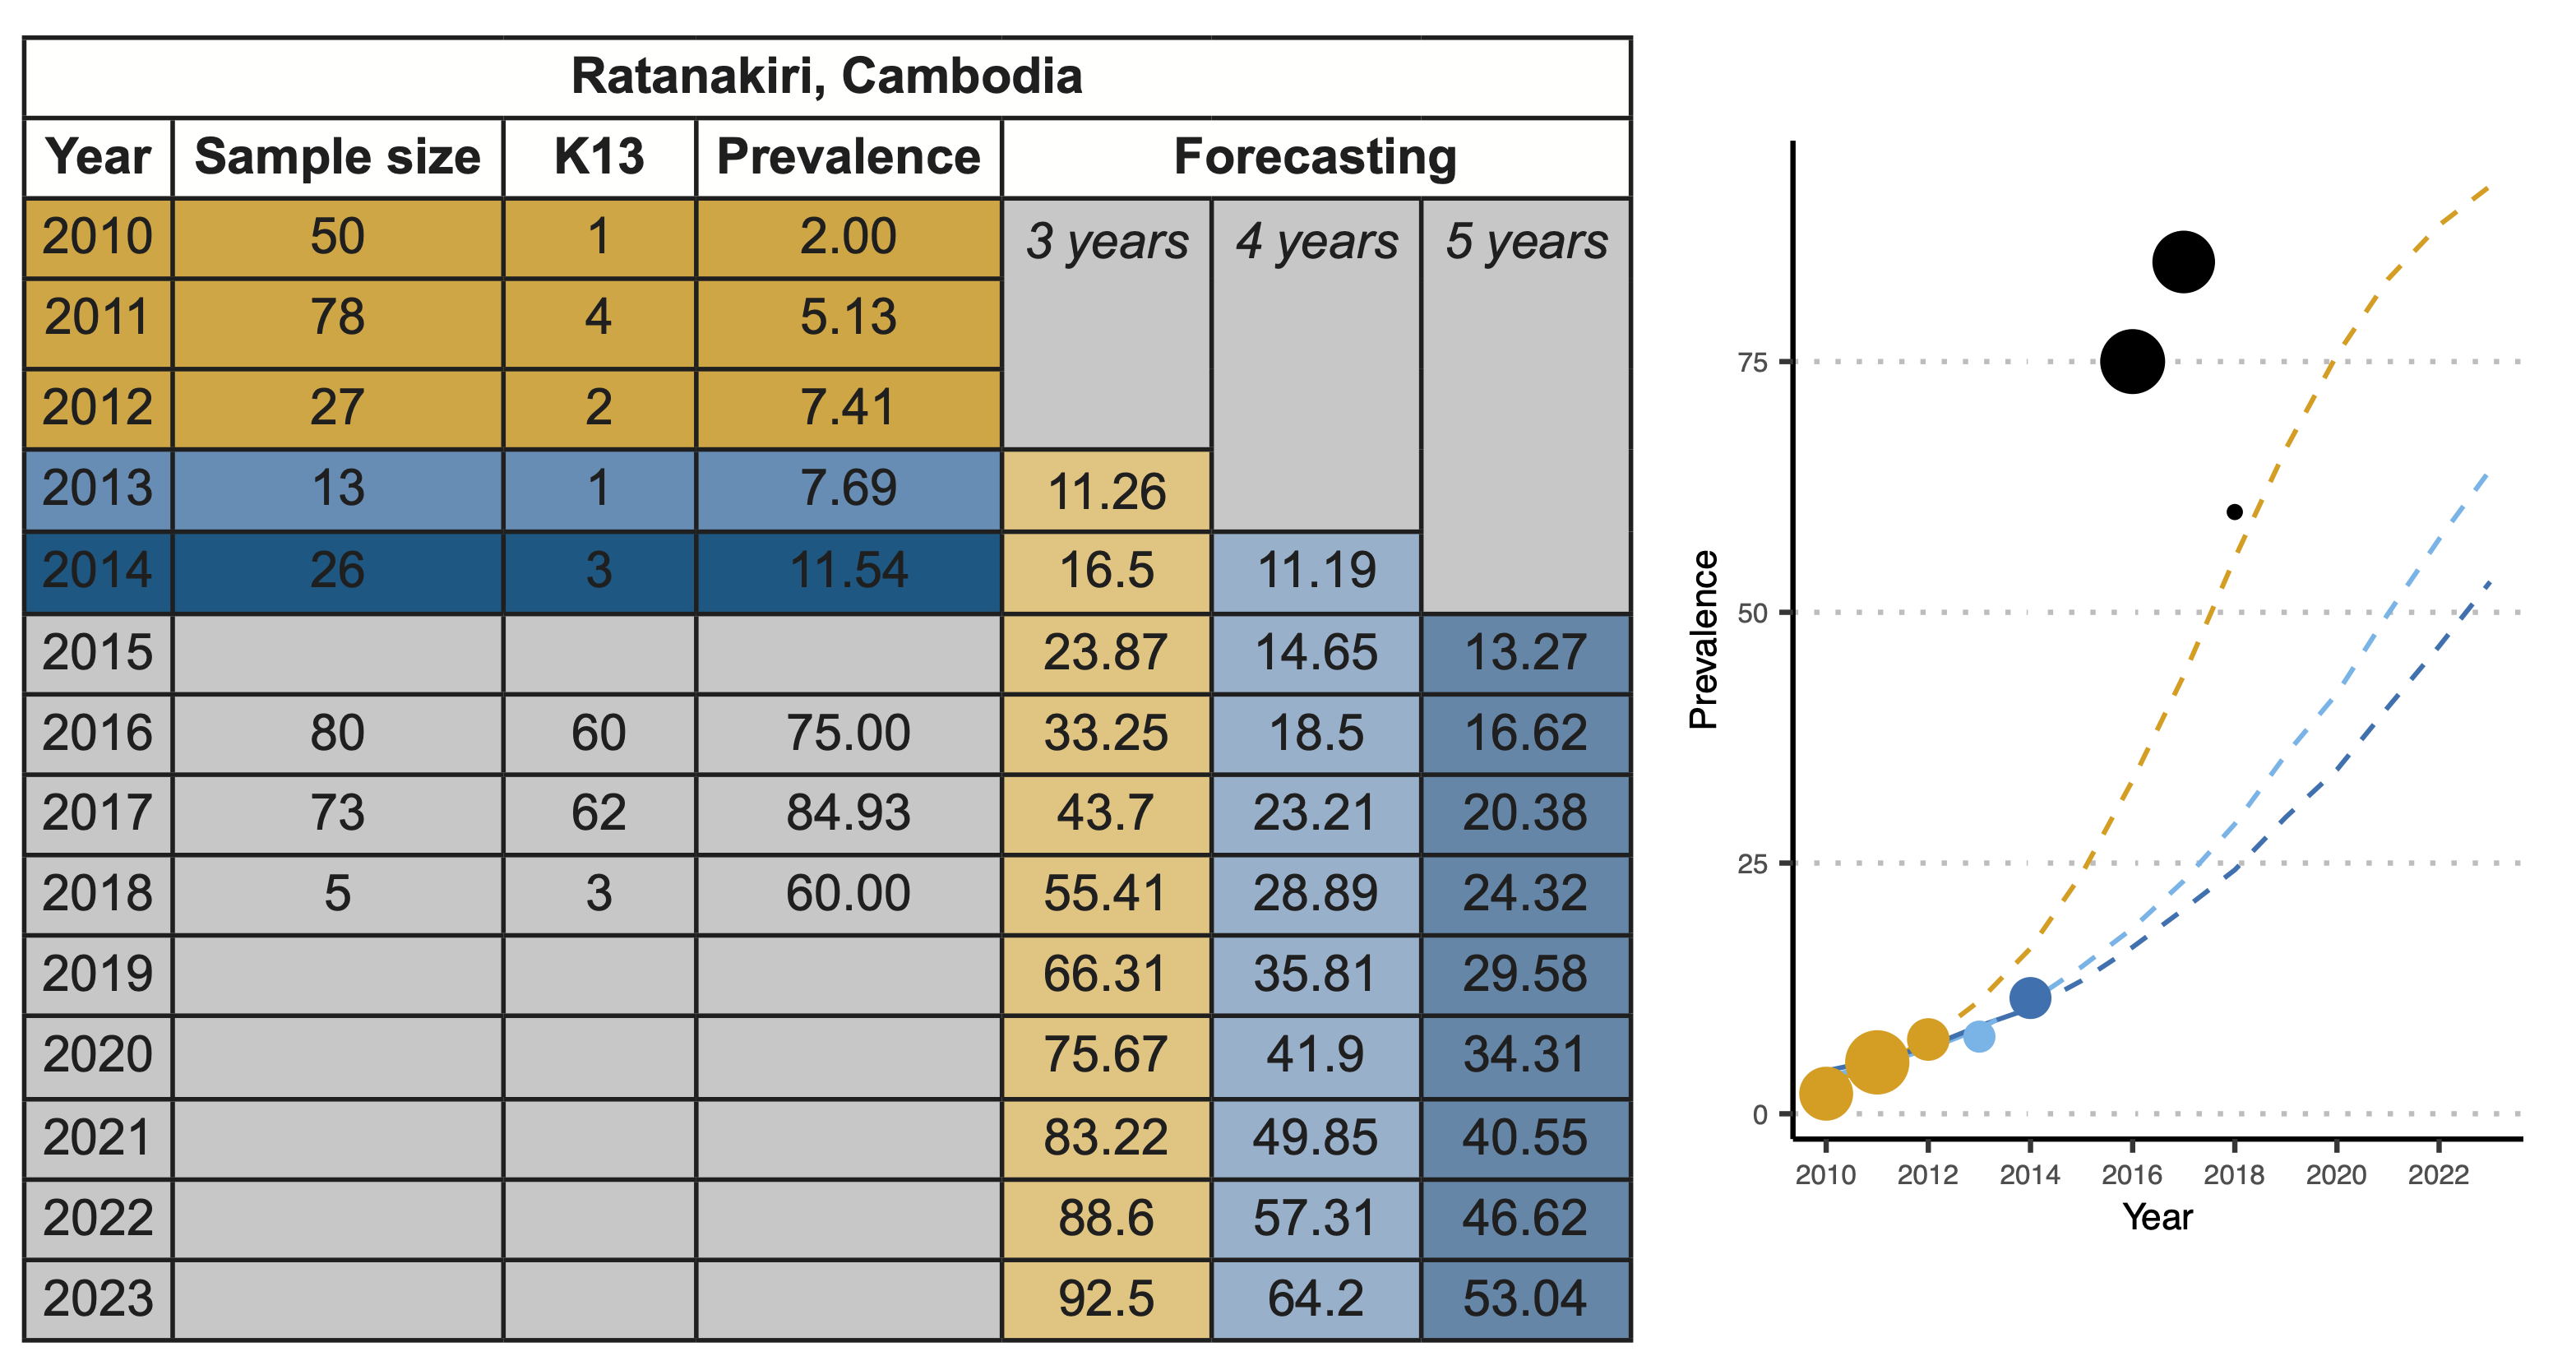 Ratanakiri, Cambodia
Year Sample size K13 Prevalence Forecasting
2010 50 1 2.00 3 years 4 years 5 years
2011 78 4 5.13
2012 27 2 7.41
2013 13 1 7.69 11.26
2014 26 3 11.54 16.5 11.19
2015 23.87 14.65 13.27
2016 80 60 75.00 33.25 18.5 16.62
2017 73 62 84.93 43.7 23.21 20.38
2018 5 3 60.00 55.41 28.89 24.32
2019 66.31 35.81 29.58
2020 75.67 41.9 34.31
2021 83.22 49.85 40.55
2022 88.6 57.31 46.62
2023 92.5 64.2 53.04
Prevalence
75
50
25
0
2010 2012 2014 2016 2018 2020 2022
Year